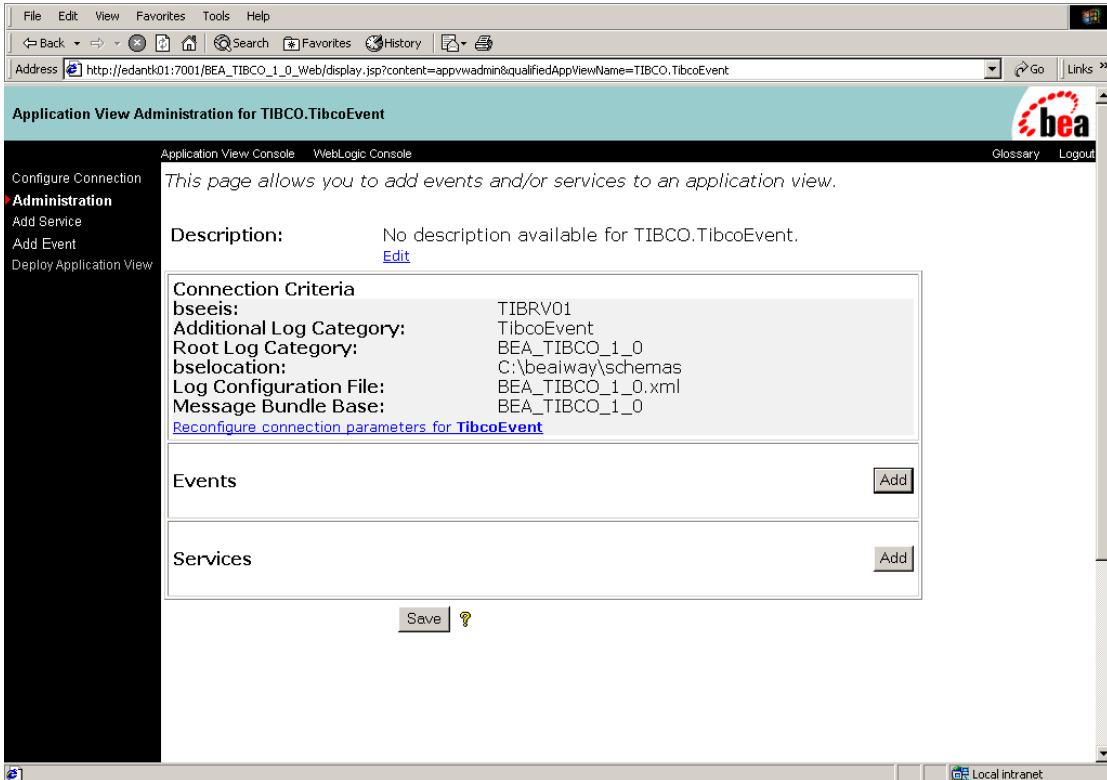 File Edit View Favorites Tools Help
Back Search Favorites History
Address http://edantk01:7001/BEA_TIBCO_1_0_Web/display.jsp?content=appvwadmin&qualifiedAppViewName=TIBCO.TibcoEvent Go Links »
Application View Administration for TIBCO.TibcoEvent bea
Application View Console WebLogic Console Glossary Logout
Configure Connection
Administration
Add Service
Add Event
Deploy Application View
This page allows you to add events and/or services to an application view.
Description: No description available for TIBCO.TibcoEvent.
Edit
Connection Criteria
bseeis: TIBRV01
Additional Log Category: TibcoEvent
Root Log Category: BEA_TIBCO_1_0
bselocation: C:\beaiway\schemas
Log Configuration File: BEA_TIBCO_1_0.xml
Message Bundle Base: BEA_TIBCO_1_0
Reconfigure connection parameters for TibcoEvent
Events Add
Services Add
Save ?
Local intranet